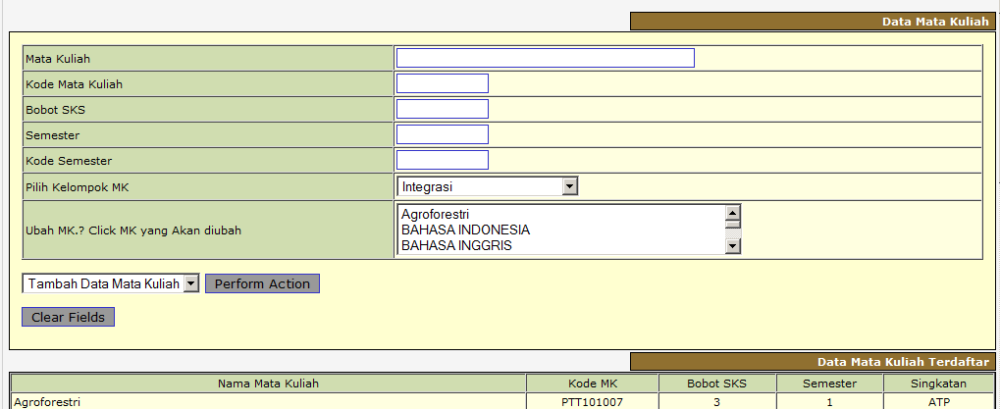 Data Mata Kuliah
Mata Kuliah
Kode Mata Kuliah
Bobot SKS
Semester
Kode Semester
Pilih Kelompok MK Integrasi
Ubah MK.? Click MK yang Akan diubah
Agroforestri
BAHASA INDONESIA
BAHASA INGGRIS
Tambah Data Mata Kuliah Perform Action
Clear Fields
Data Mata Kuliah Terdaftar
Nama Mata Kuliah Kode MK Bobot SKS Semester Singkatan
Agroforestri PTT101007 3 1 ATP